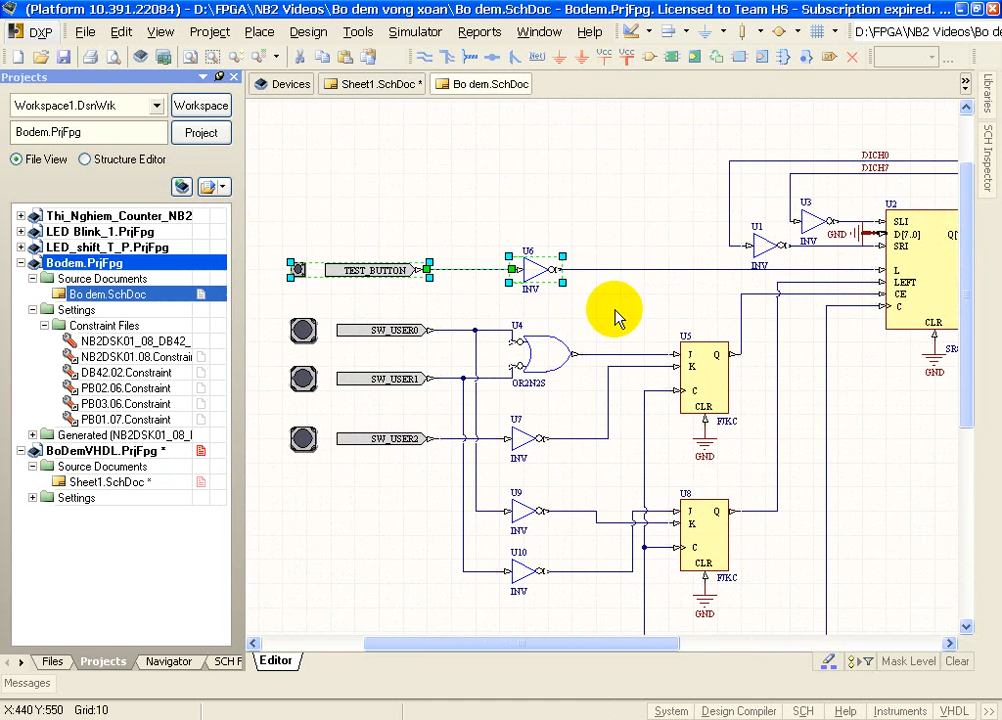 (Platform 10.391.22084) - D:\FPGA\NB2 Videos\Bo dem vong xoan\Bo dem.SchDoc - Bodem.PrjFpg. Licensed to Team HS - Subscription expired.
DXP File Edit View Project Place Design Tools Simulator Reports Window Help D:\FPGA\NB2 Videos\Bo d
Net Vcc Vcc
Projects
Devices Sheet1.SchDoc * Bo dem.SchDoc
Workspace1.DsnWrk Workspace
Bodem.PrjFpg Project
File View Structure Editor
Thi_Nghiem_Counter_NB2
LED Blink_1.PrjFpg
LED_shift_T_P.PrjFpg
Bodem.PrjFpg
Source Documents
Bo dem.SchDoc
Settings
Constraint Files
NB2DSK01_08_DB42_
NB2DSK01.08.Constrai
DB42.02.Constraint
PB02.06.Constraint
PB03.06.Constraint
PB01.07.Constraint
Generated (NB2DSK01_08_
BoDemVHDL.PrjFpg *
Source Documents
Sheet1.SchDoc *
Settings
Files Projects Navigator SCH F
Messages
X:440 Y:550 Grid:10
Libraries
SCH Inspector
DICH0
DICH7
U3
INV
U1
INV
U2
GND
SLI
D[7.0]
SRI
L
LEFT
CE
C
CLR
Q[
GND
SR
TEST_BUTTON
U6
INV
SW_USER0
U4
OR2N2S
SW_USER1
U5
J Q
K
C
CLR
FJKC
GND
SW_USER2
U7
INV
U9
INV
U10
INV
U8
J Q
K
C
CLR
FJKC
GND
Editor
Mask Level Clear
System Design Compiler SCH Help Instruments VHDL >>